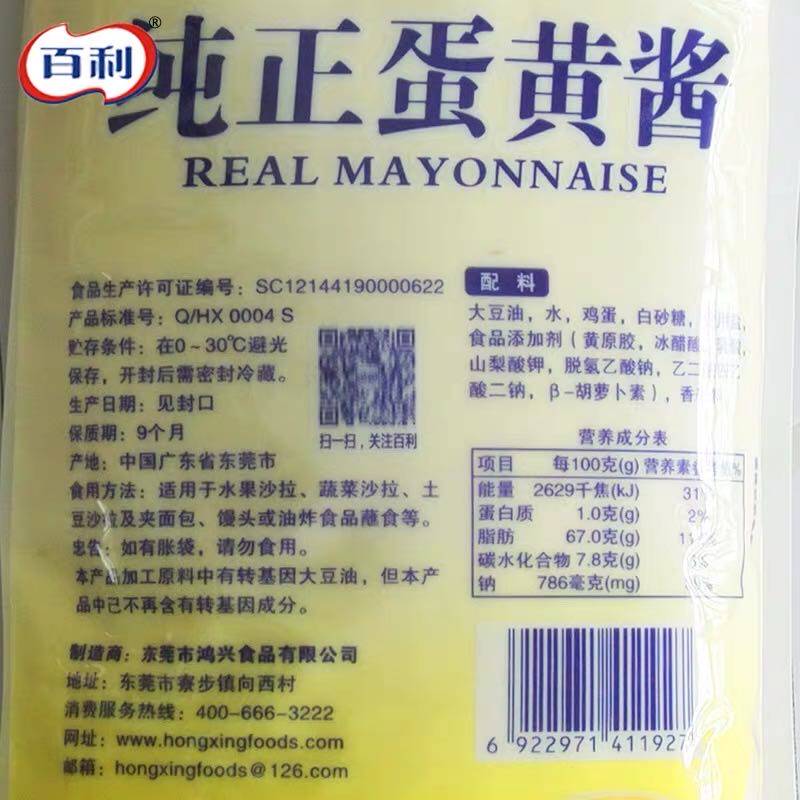 百利®
纯正蛋黄酱
REAL MAYONNAISE
食品生产许可证编号：SC12144190000622
产品标准号：Q/HX 0004 S
贮存条件：在0～30℃避光
保存，开封后需密封冷藏。
生产日期：见封口
保质期：9个月
产地：中国广东省东莞市
扫一扫，关注百利
食用方法：适用于水果沙拉、蔬菜沙拉、土
豆沙拉及夹面包、馒头或油炸食品蘸食等。
忠告：如有胀袋，请勿食用。
本产品加工原料中有转基因大豆油，但本产
品中已不再含有转基因成分。
制造商：东莞市鸿兴食品有限公司
地址：东莞市寮步镇向西村
消费服务热线：400-666-3222
网址：www.hongxingfoods.com
邮箱：hongxingfoods@126.com
配料
大豆油，水，鸡蛋，白砂糖，
食品添加剂（黄原胶，冰醋酸，
山梨酸钾，脱氢乙酸钠，乙二
酸二钠，β-胡萝卜素），香
营养成分表
项目 每100克(g) 营养素 %
能量 2629千焦(kJ) 31
蛋白质 1.0克(g) 2%
脂肪 67.0克(g)
碳水化合物 7.8克(g)
钠 786毫克(mg)
6 922971 411927